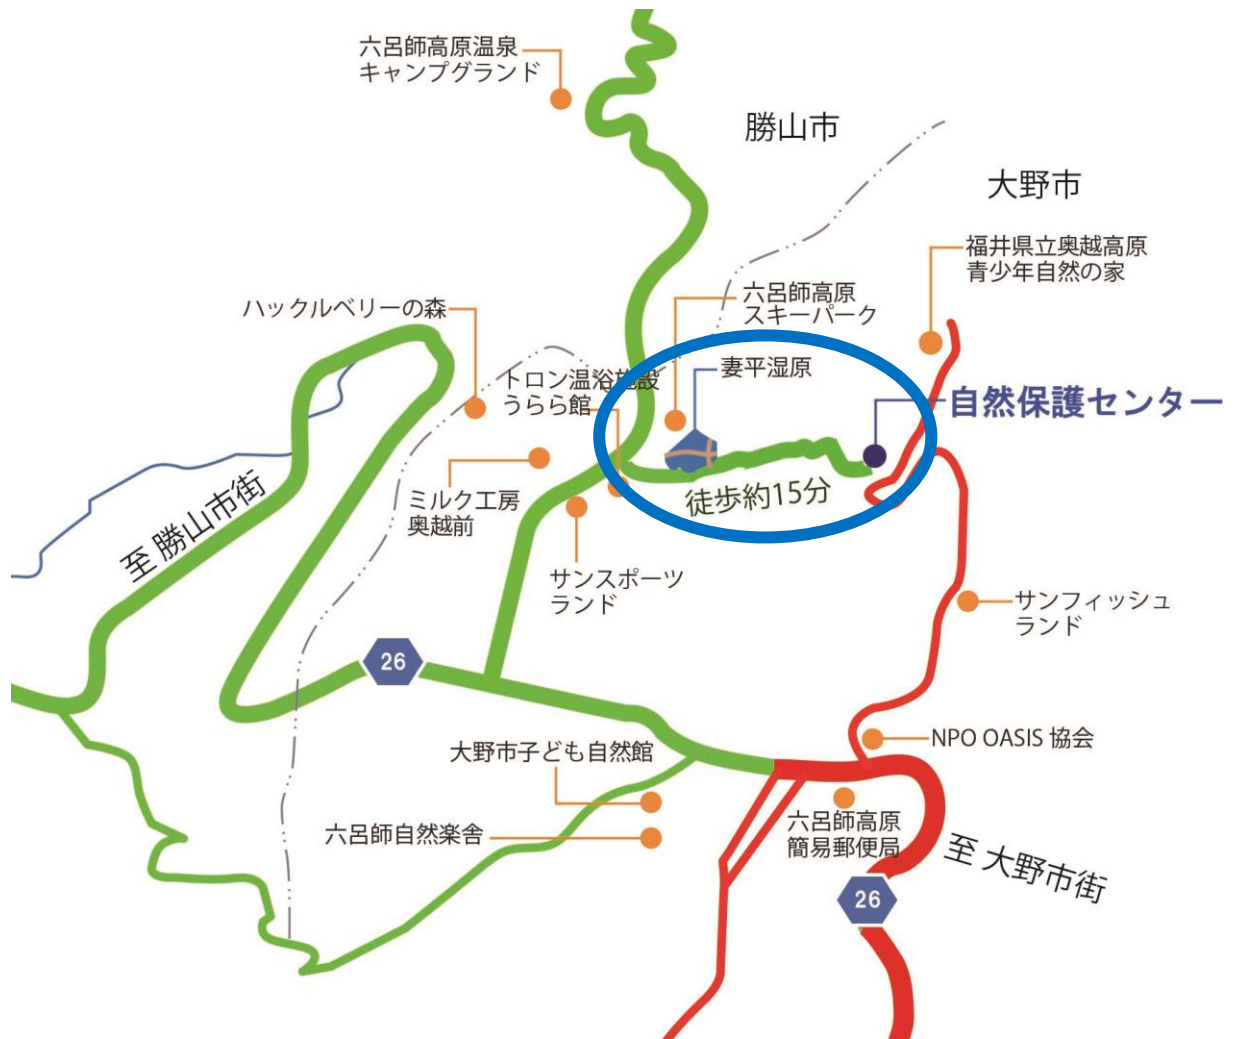 六呂師高原温泉
キャンプグランド
勝山市
大野市
福井県立奥越高原
青少年自然の家
六呂師高原
スキーパーク
ハックルベリーの森
妻平湿原
トロン温浴施設
うらら館
自然保護センター
ミルク工房
奥越前
徒歩約15分
至 勝山市街
サンスポーツ
ランド
サンフィッシュ
ランド
26
NPO OASIS 協会
大野市子ども自然館
六呂師自然楽舎
六呂師高原
簡易郵便局
至 大野市街
26